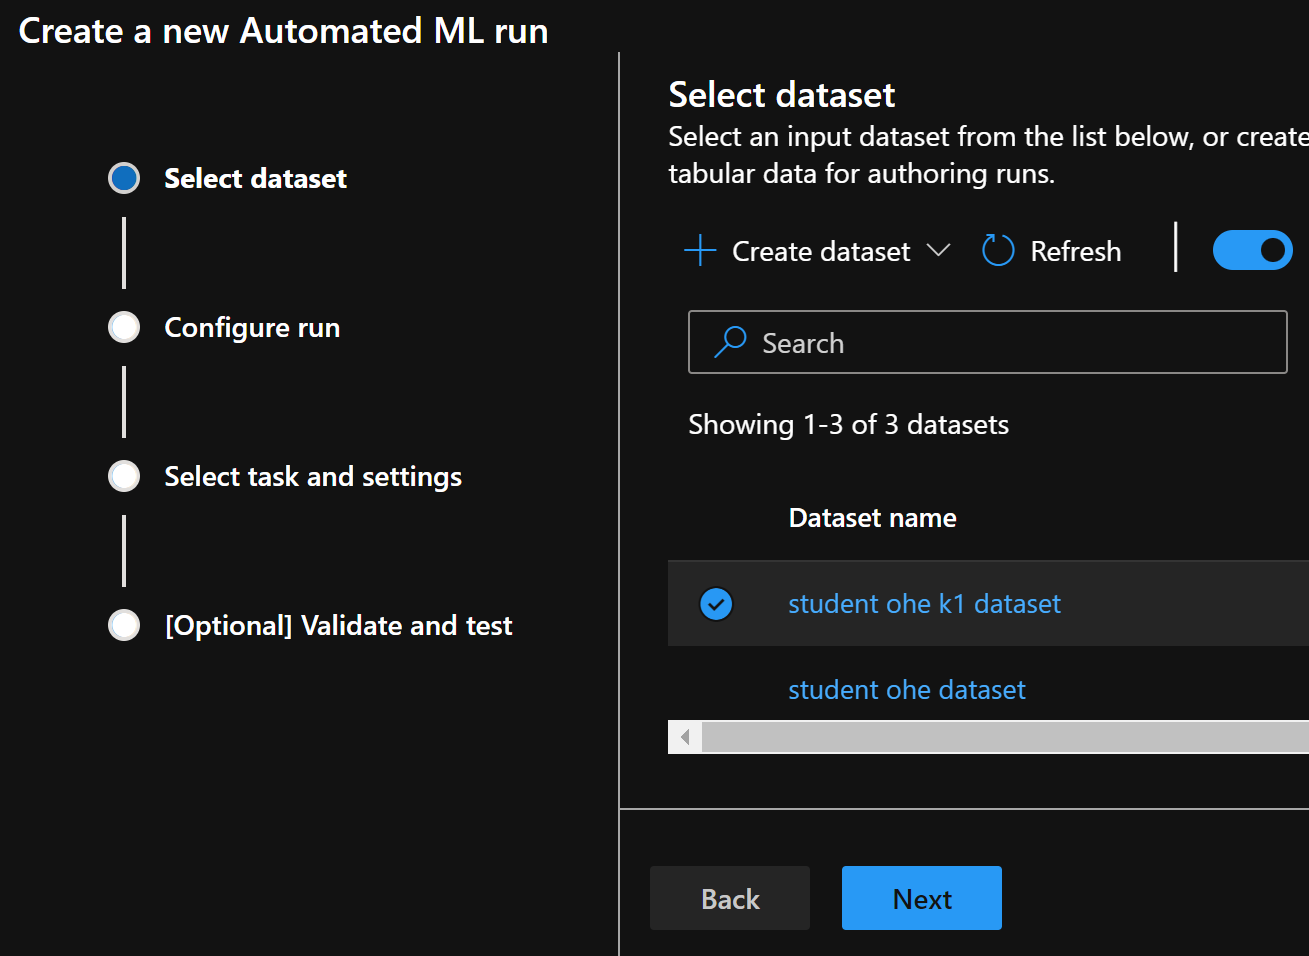 Create a new Automated ML run
Select dataset
Configure run
Select task and settings
[Optional] Validate and test
Select dataset
Select an input dataset from the list below, or create
tabular data for authoring runs.
Create dataset
Refresh
Search
Showing 1-3 of 3 datasets
Dataset name
student ohe k1 dataset
student ohe dataset
Back
Next